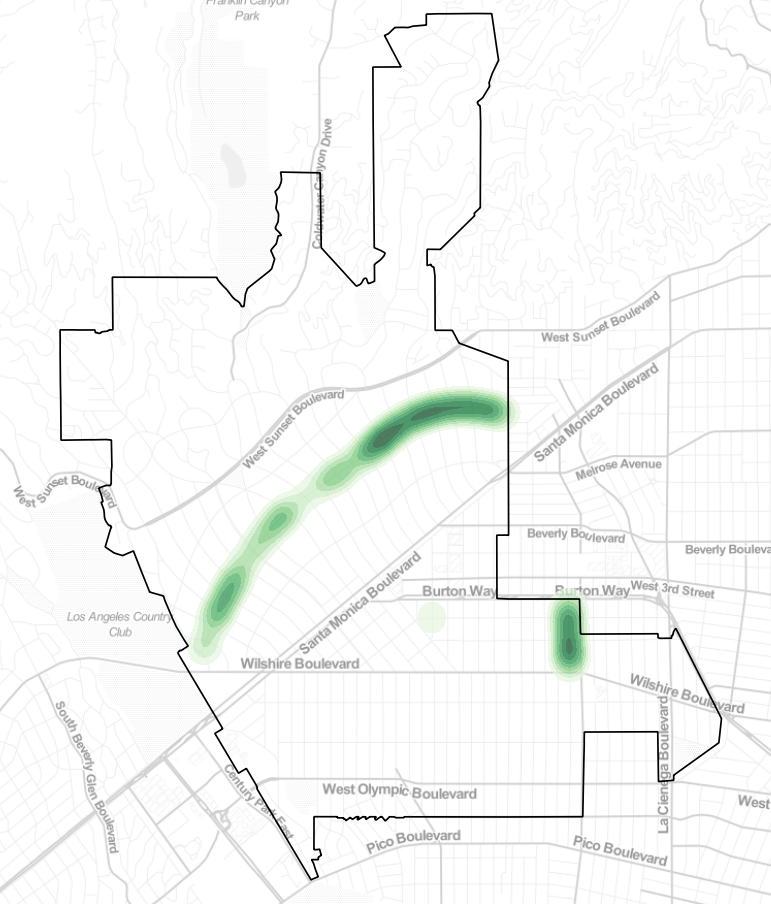 Franklin Canyon
Park
Coldwater Canyon Drive
West Sunset Boulevard
West Sunset Boulevard
Santa Monica Boulevard
Melrose Avenue
West Sunset Boulevard
Beverly Boulevard
Beverly Bouleva
Santa Monica Boulevard
Burton Way
Burton Way
West 3rd Street
Los Angeles Country
Club
Wilshire Boulevard
Wilshire Boulevard
South Beverly Glen Boulevard
La Cienega Boulevard
Century Park East
West Olympic Boulevard
West
Pico Boulevard
Pico Boulevard